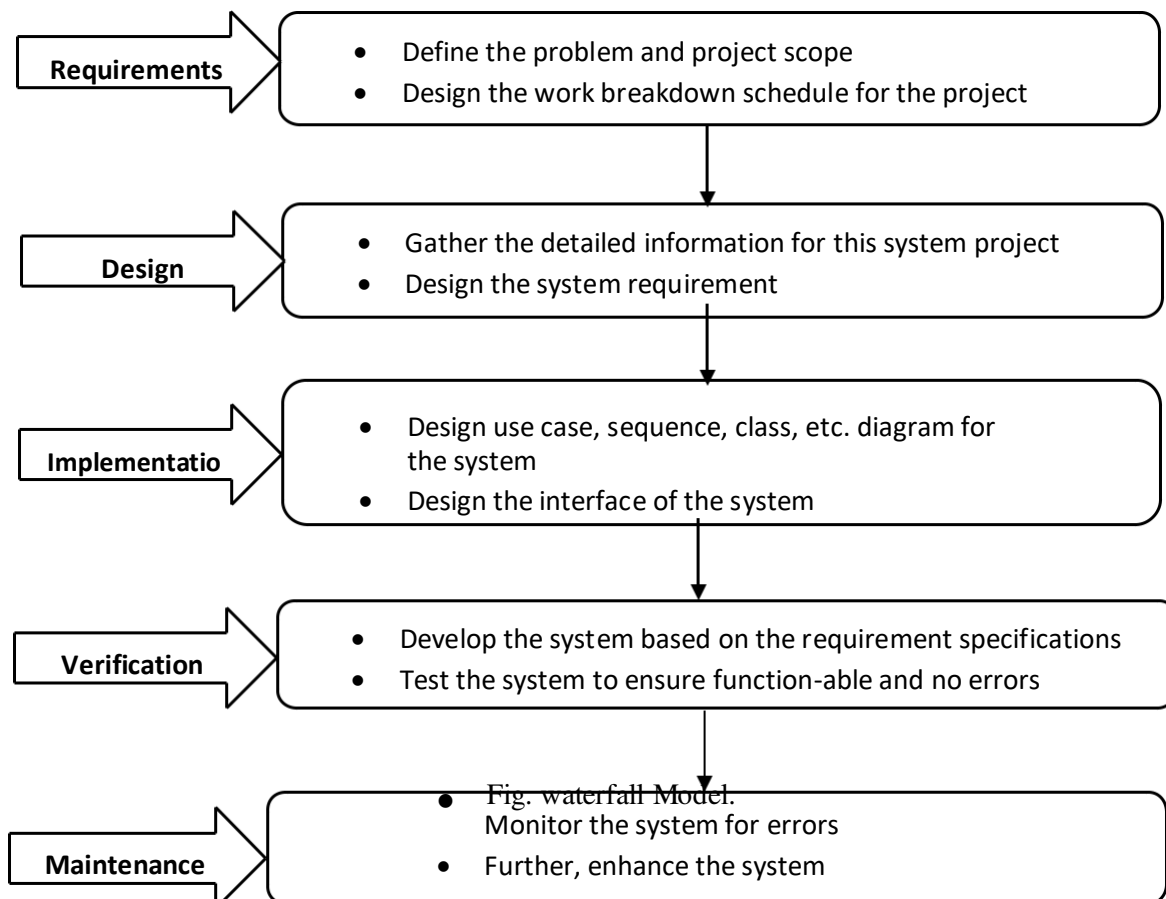 Requirements
• Define the problem and project scope
• Design the work breakdown schedule for the project
Design
• Gather the detailed information for this system project
• Design the system requirement
Implementatio
• Design use case, sequence, class, etc. diagram for
the system
• Design the interface of the system
Verification
• Develop the system based on the requirement specifications
• Test the system to ensure function-able and no errors
Maintenance
• Fig. waterfall Model.
Monitor the system for errors
• Further, enhance the system